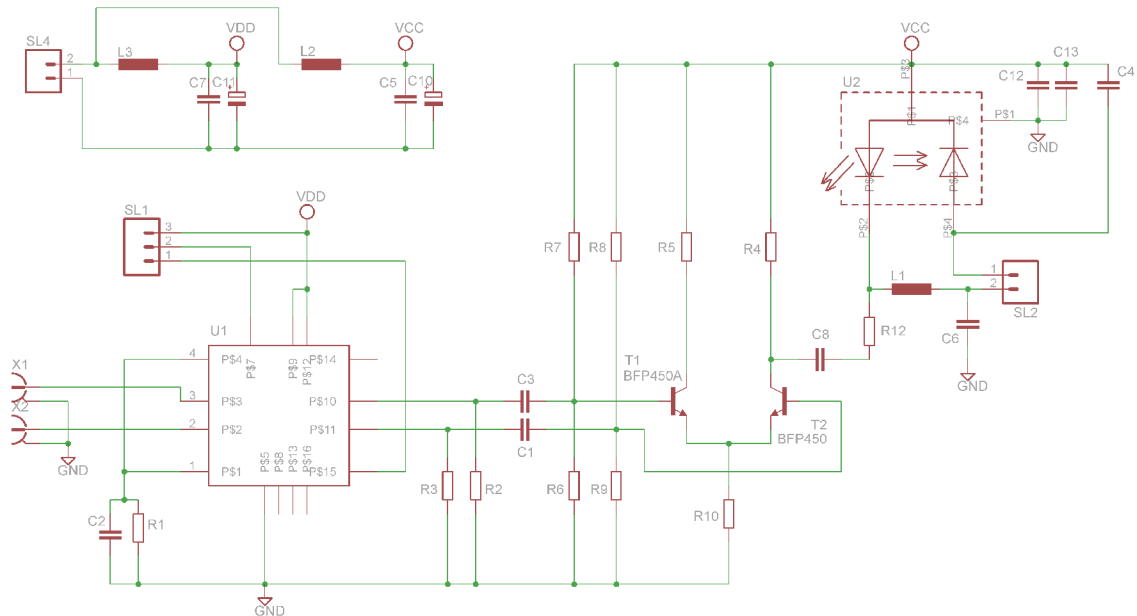 SL4
2
1
L3
VDD
C7
C11
L2
VCC
C5
C10
VCC
P$3
U2
P$1
P$4
P$1
C12
C13
C4
GND
P$3
P$2
P$4
SL1
3
2
1
VDD
R7
R8
R5
R4
L1
1
2
SL2
R12
C6
GND
C8
U1
X1
X2
GND
4
3
2
1
P$4
P$3
P$2
P$1
P$7
P$9
P$12
P$14
P$10
P$11
P$15
P$5
P$8
P$13
P$16
C3
C1
T1
BFP450A
T2
BFP450
R3
R2
R6
R9
R10
C2
R1
GND